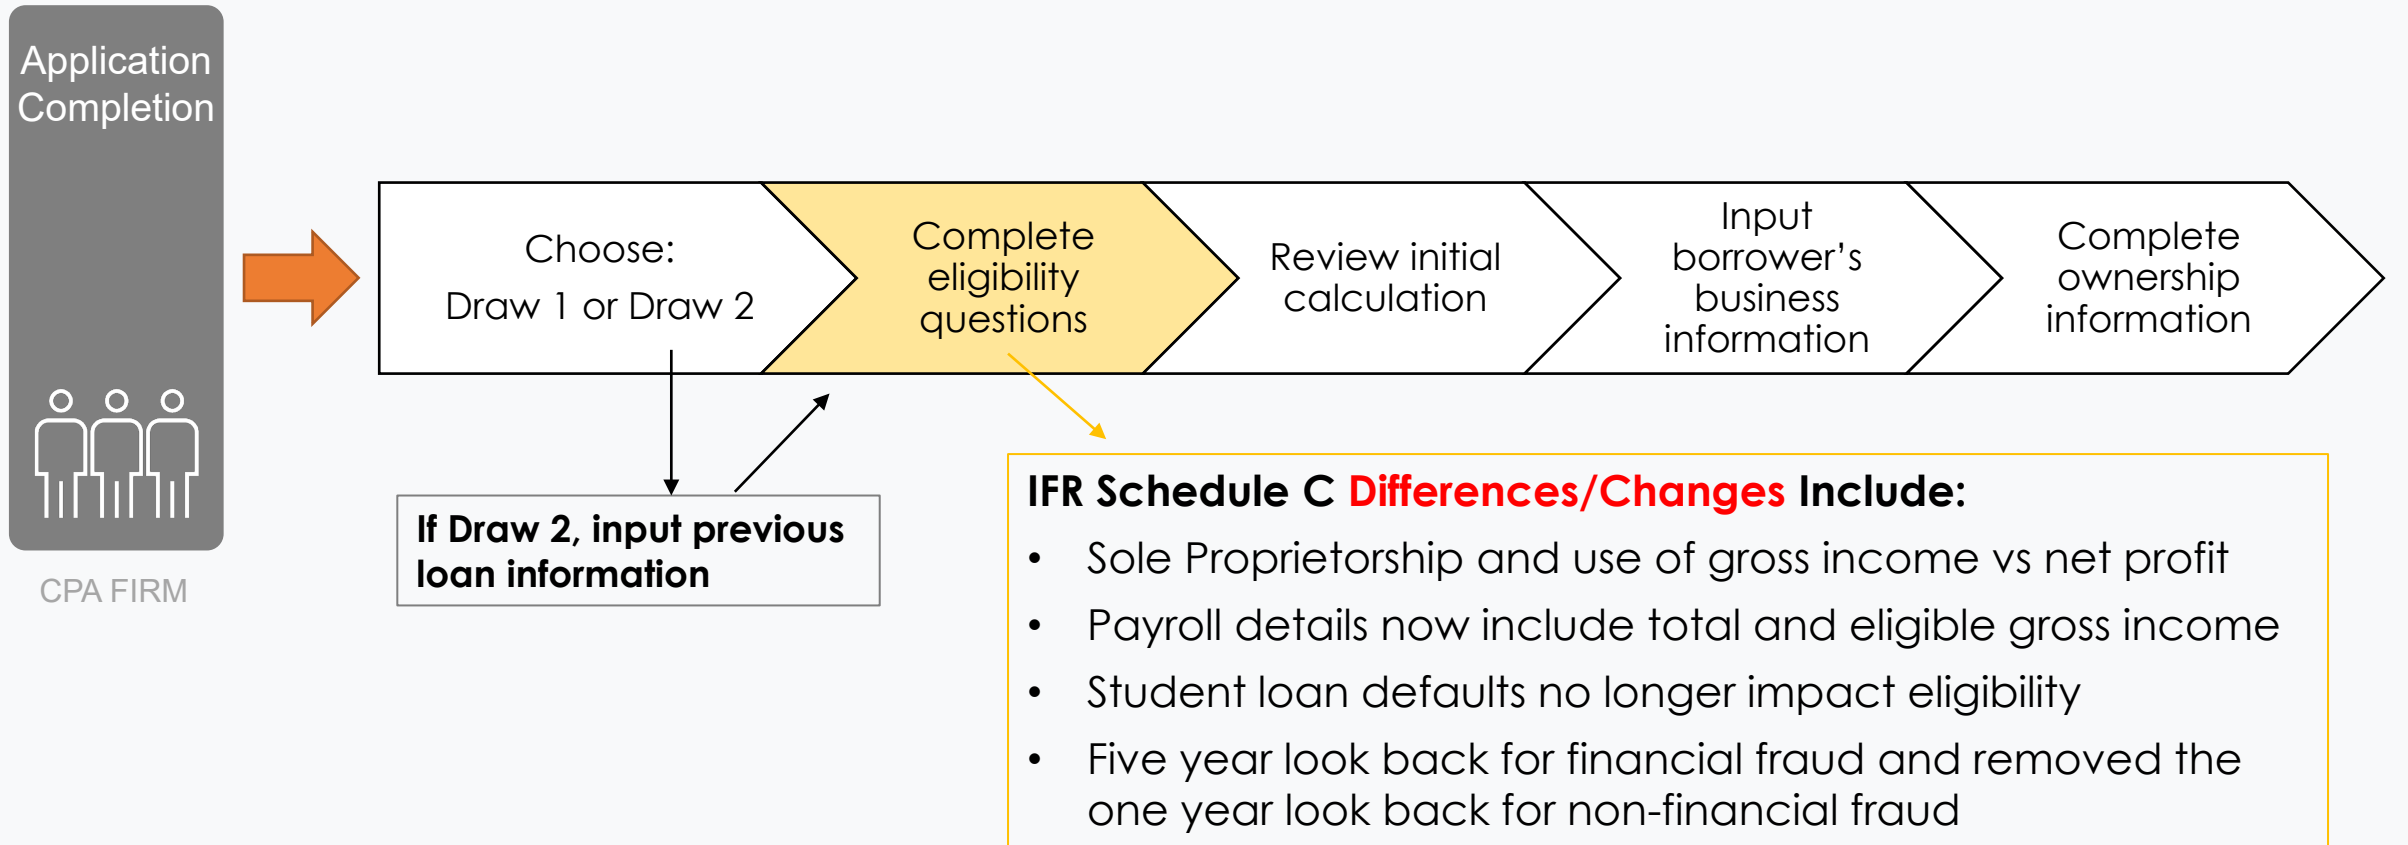 Application
Completion
CPA FIRM
Choose:
Draw 1 or Draw 2
Complete
eligibility
questions
Review initial
calculation
Input
borrower’s
business
information
Complete
ownership
information
If Draw 2, input previous
loan information
IFR Schedule C Differences/Changes Include:
• Sole Proprietorship and use of gross income vs net profit
• Payroll details now include total and eligible gross income
• Student loan defaults no longer impact eligibility
• Five year look back for financial fraud and removed the
one year look back for non-financial fraud